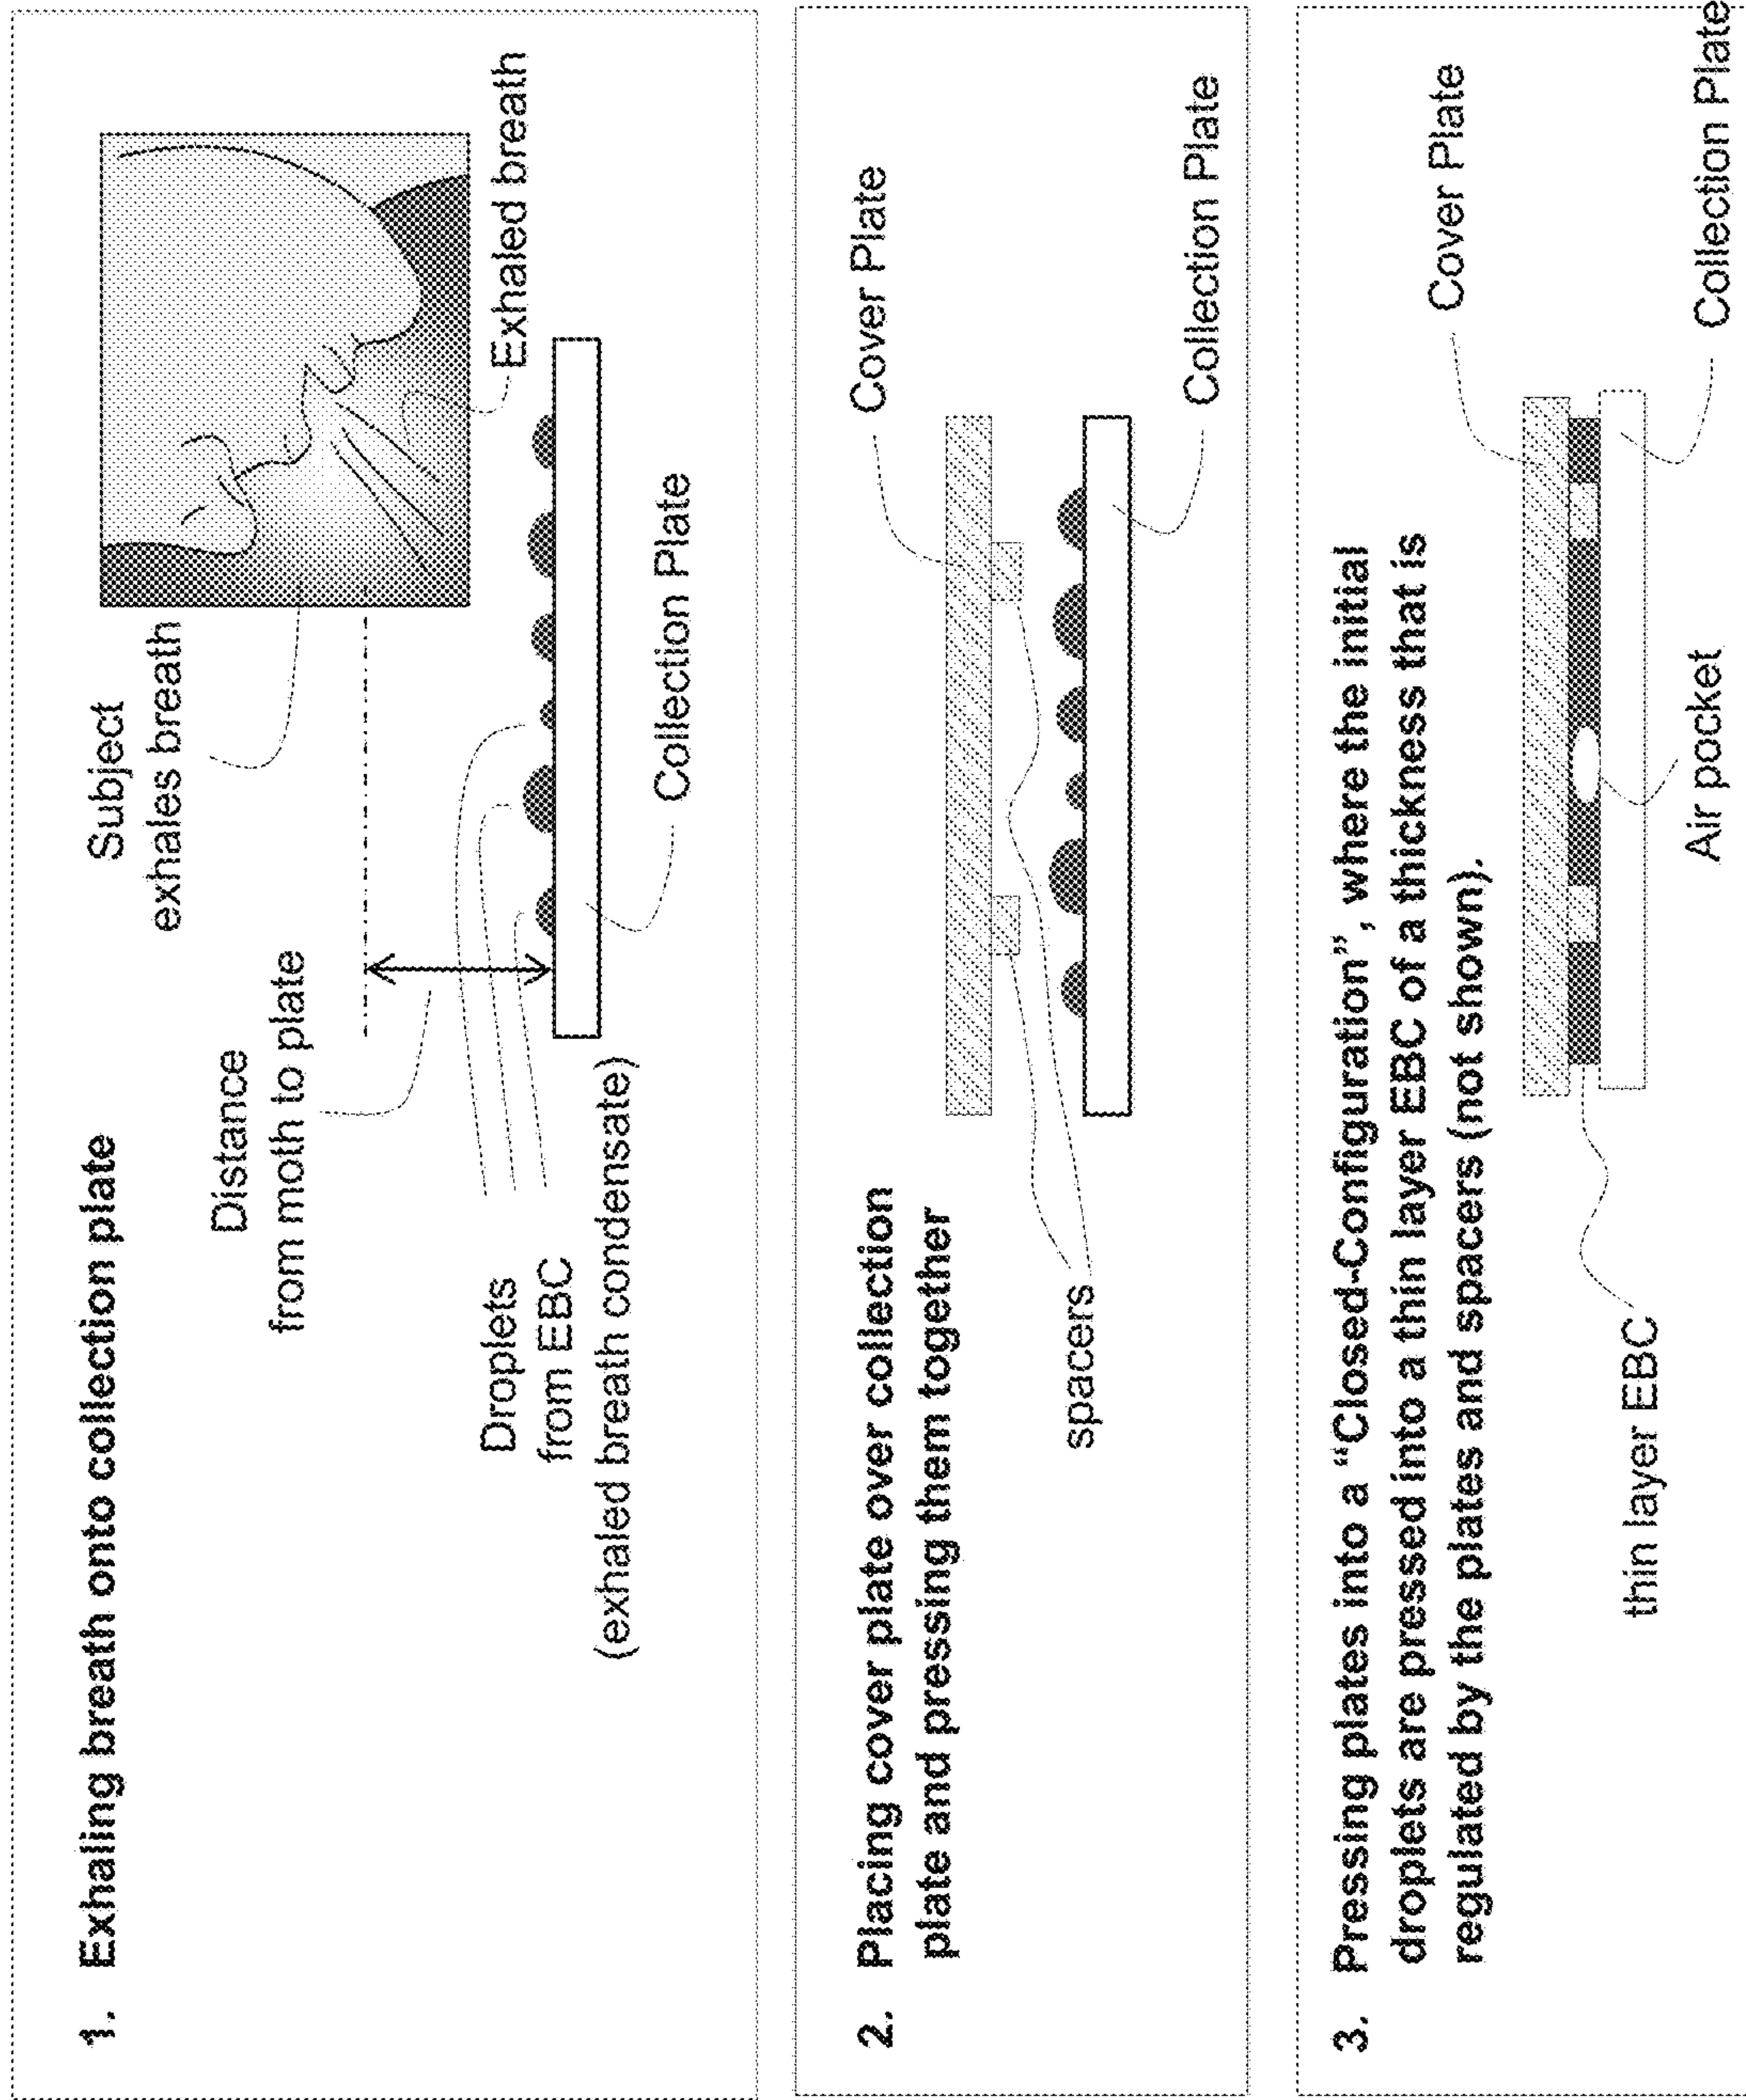 1. Exhaling breath onto collection plate
Subject
exhales breath
Distance
from moth to plate
Exhaled breath
Droplets
from EBC
(exhaled breath condensate)
Collection Plate
2. Placing cover plate over collection
plate and pressing them together
Cover Plate
spacers
Collection Plate
3. Pressing plates into a “Closed-Configuration”, where the initial
droplets are pressed into a thin layer EBC of a thickness that is
regulated by the plates and spacers (not shown).
Cover Plate
thin layer EBC
Air pocket
Collection Plate